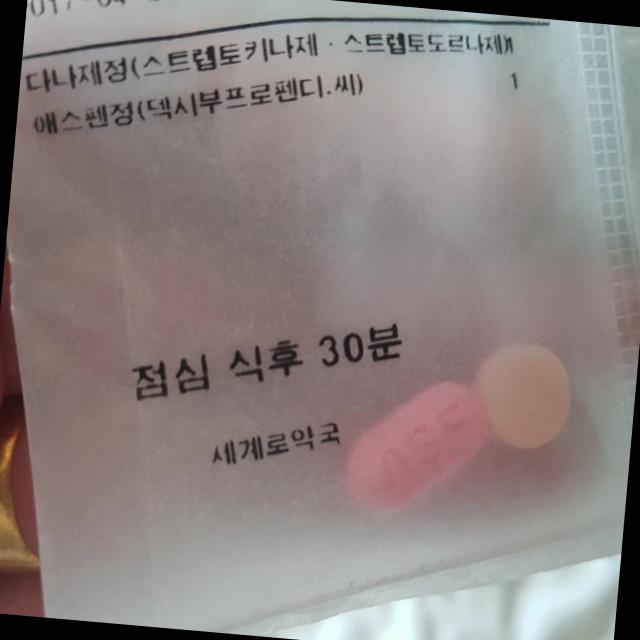 다나제정(스트렙토키나제 · 스트렙토도르나제)
애스펜정(덱시부프로펜디.씨) 1
점심 식후 30분
세계로약국